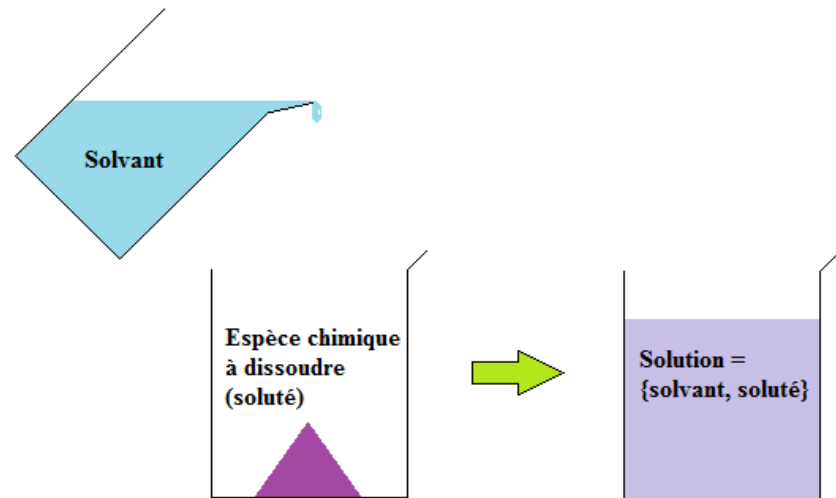 Solvant
Espèce chimique
à dissoudre
(soluté)
Solution =
{solvant, soluté}